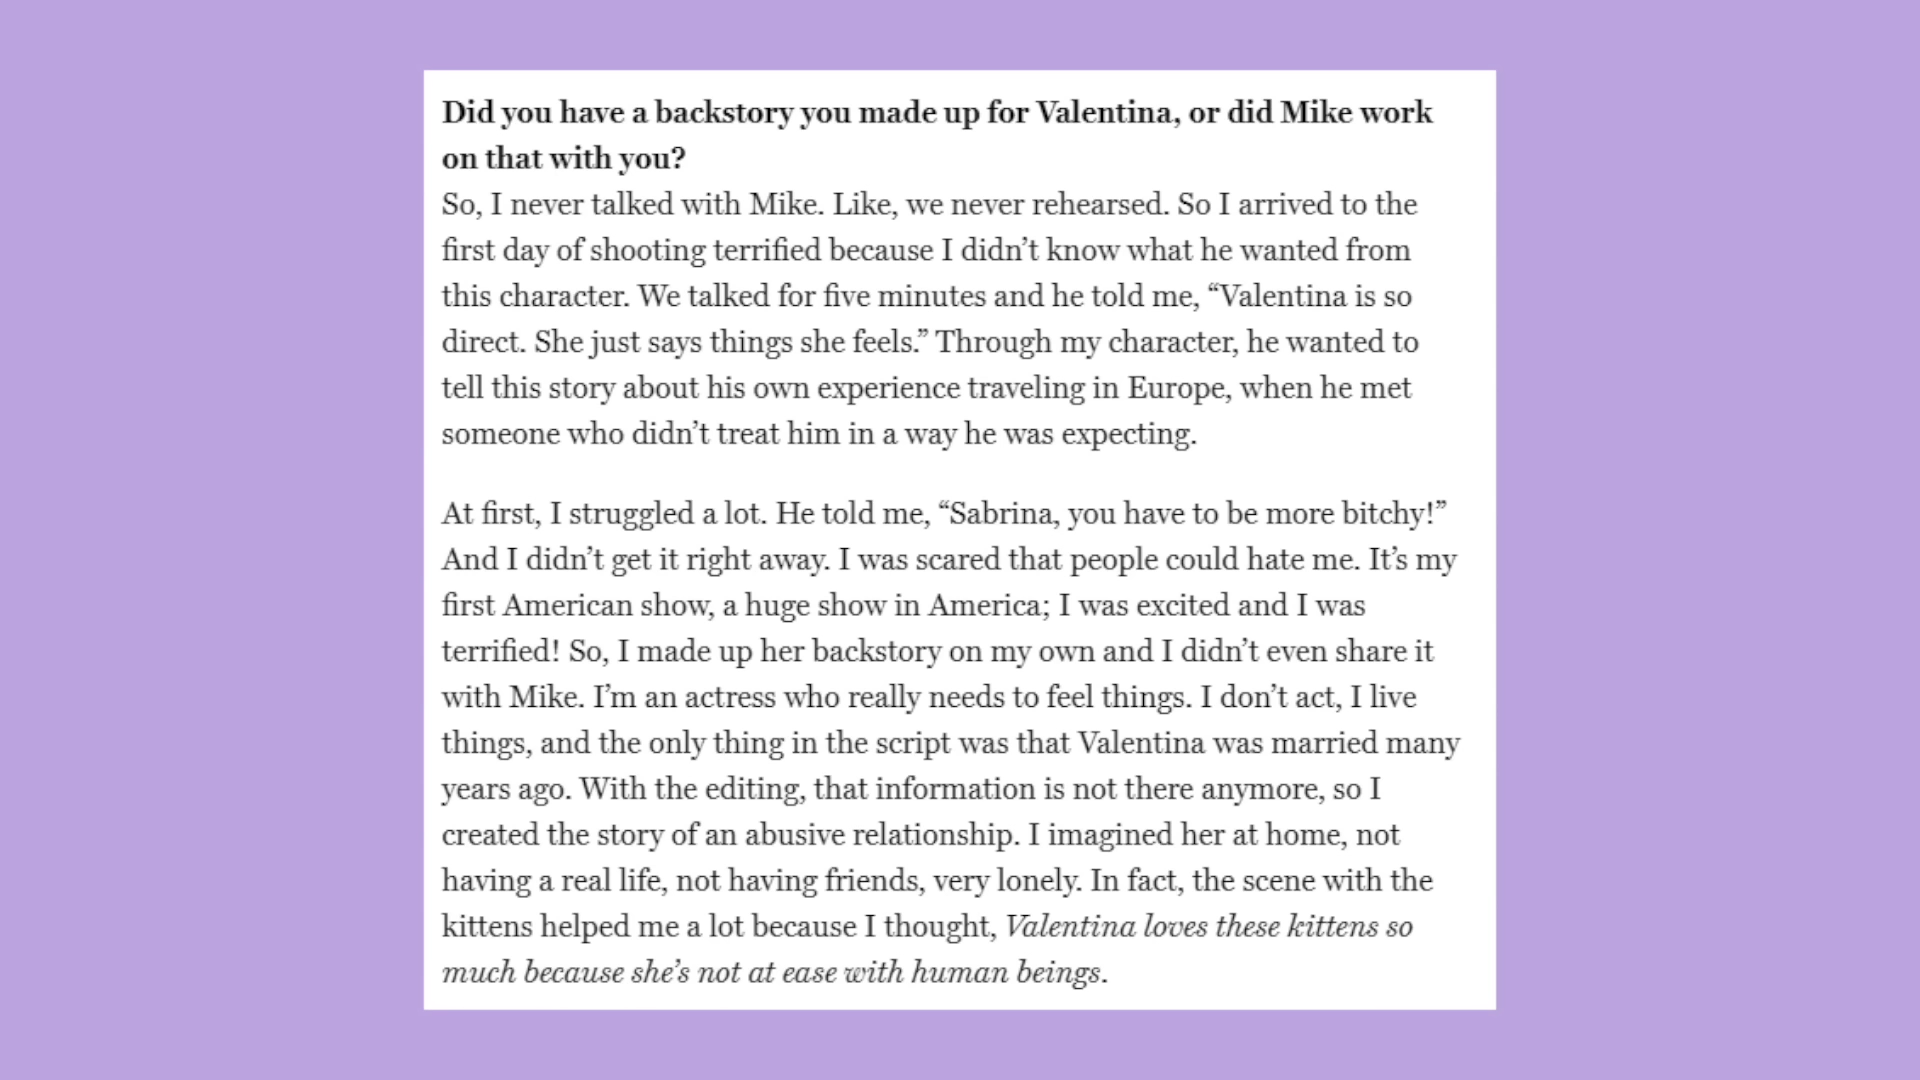 Did you have a backstory you made up for Valentina, or did Mike work
on that with you?
So, I never talked with Mike. Like, we never rehearsed. So I arrived to the
first day of shooting terrified because I didn’t know what he wanted from
this character. We talked for five minutes and he told me, “Valentina is so
direct. She just says things she feels.” Through my character, he wanted to
tell this story about his own experience traveling in Europe, when he met
someone who didn’t treat him in a way he was expecting.
At first, I struggled a lot. He told me, “Sabrina, you have to be more bitchy!”
And I didn’t get it right away. I was scared that people could hate me. It’s my
first American show, a huge show in America; I was excited and I was
terrified! So, I made up her backstory on my own and I didn’t even share it
with Mike. I’m an actress who really needs to feel things. I don’t act, I live
things, and the only thing in the script was that Valentina was married many
years ago. With the editing, that information is not there anymore, so I
created the story of an abusive relationship. I imagined her at home, not
having a real life, not having friends, very lonely. In fact, the scene with the
kittens helped me a lot because I thought, Valentina loves these kittens so
much because she’s not at ease with human beings.